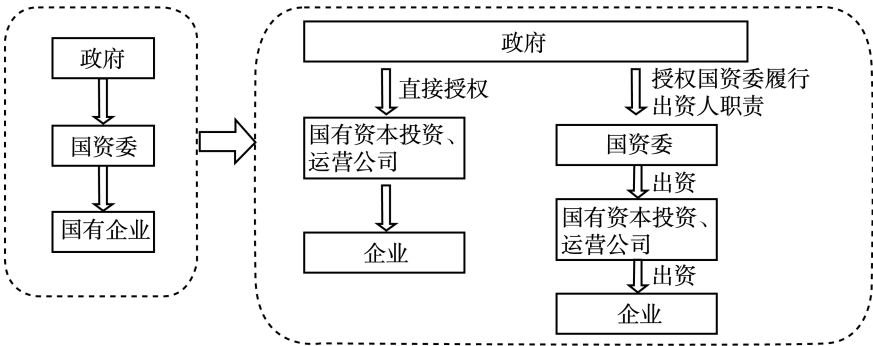 政府
国资委
国有企业
政府
直接授权
国有资本投资、
运营公司
企业
授权国资委履行
出资人职责
国资委
出资
国有资本投资、
运营公司
出资
企业